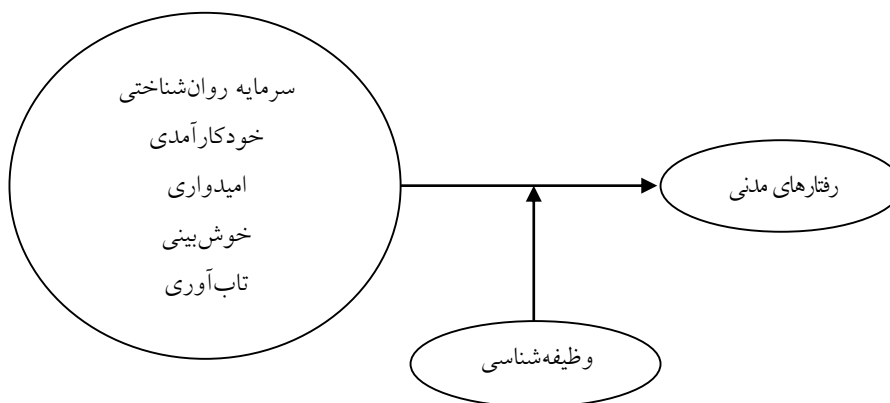 سرمایه روان‌شناختی
خودکارآمدی
امیدواری
خوش‌بینی
تاب‌آوری
رفتارهای مدنی
وظیفه‌شناسی